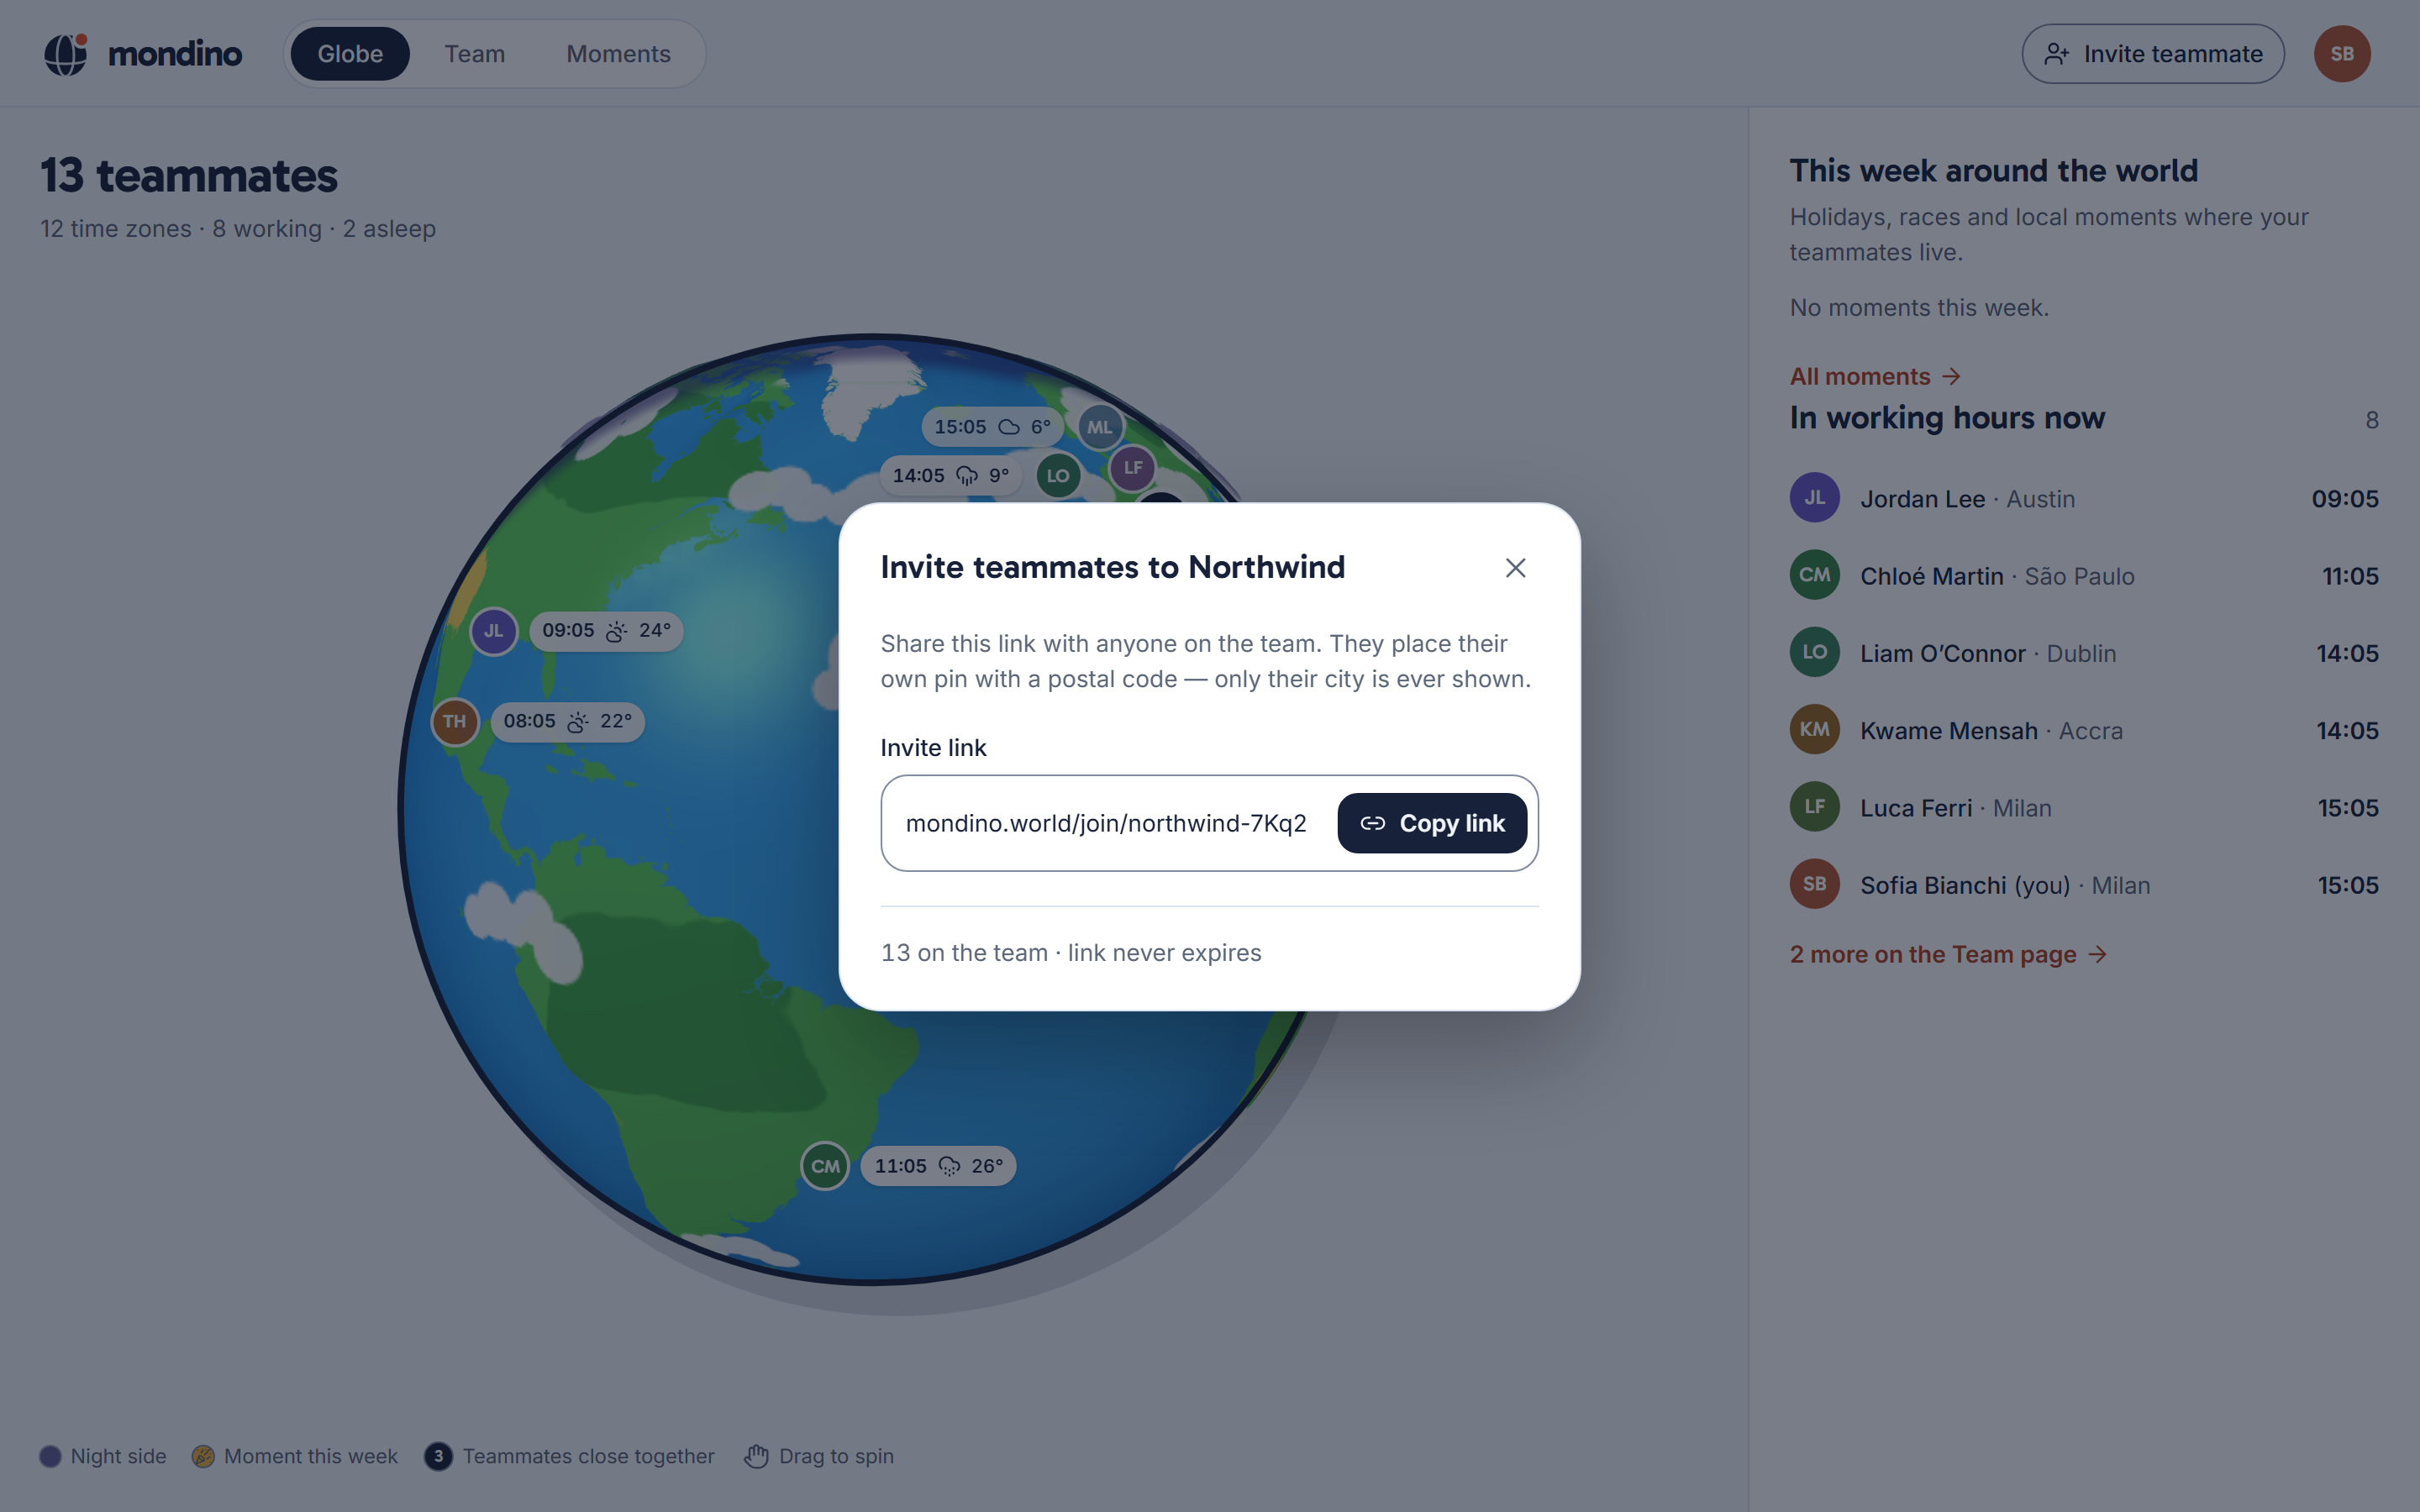 mondino
Globe
Team
Moments
Invite teammate
SB
13 teammates
12 time zones · 8 working · 2 asleep
15:05 6°
ML
14:05 9°
LO
LF
JL
09:05 24°
TH
08:05 22°
CM
11:05 26°
Invite teammates to Northwind
Share this link with anyone on the team. They place their
own pin with a postal code — only their city is ever shown.
Invite link
mondino.world/join/northwind-7Kq2
Copy link
13 on the team · link never expires
This week around the world
Holidays, races and local moments where your
teammates live.
No moments this week.
All moments →
In working hours now
8
JL
Jordan Lee · Austin
09:05
CM
Chloé Martin · São Paulo
11:05
LO
Liam O’Connor · Dublin
14:05
KM
Kwame Mensah · Accra
14:05
LF
Luca Ferri · Milan
15:05
SB
Sofia Bianchi (you) · Milan
15:05
2 more on the Team page →
Night side
Moment this week
3
Teammates close together
Drag to spin